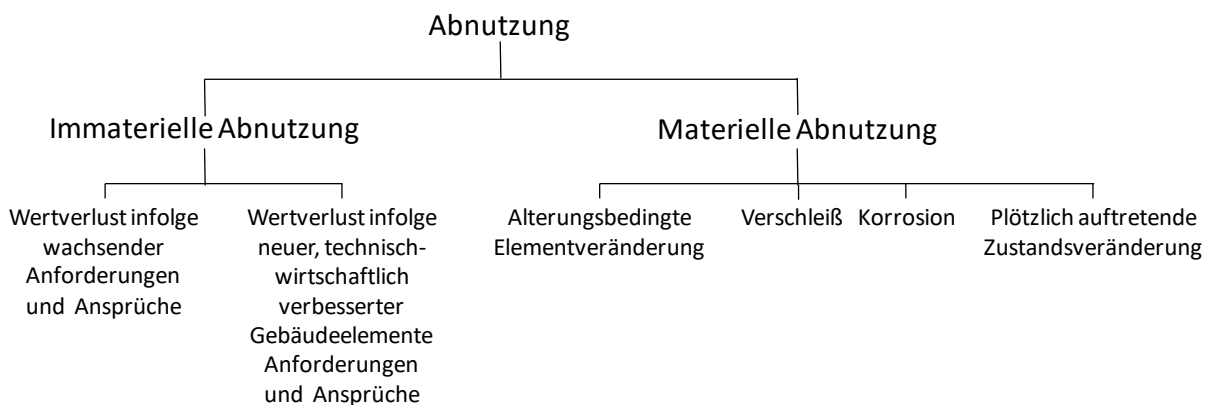 Abnutzung
Immaterielle Abnutzung
Materielle Abnutzung
Wertverlust infolge
wachsender
Anforderungen
und Ansprüche
Wertverlust infolge
neuer, technisch-
wirtschaftlich
verbesserter
Gebäudeelemente
Anforderungen
und Ansprüche
Alterungsbedingte
Elementveränderung
Verschleiß
Korrosion
Plötzlich auftretende
Zustandsveränderung